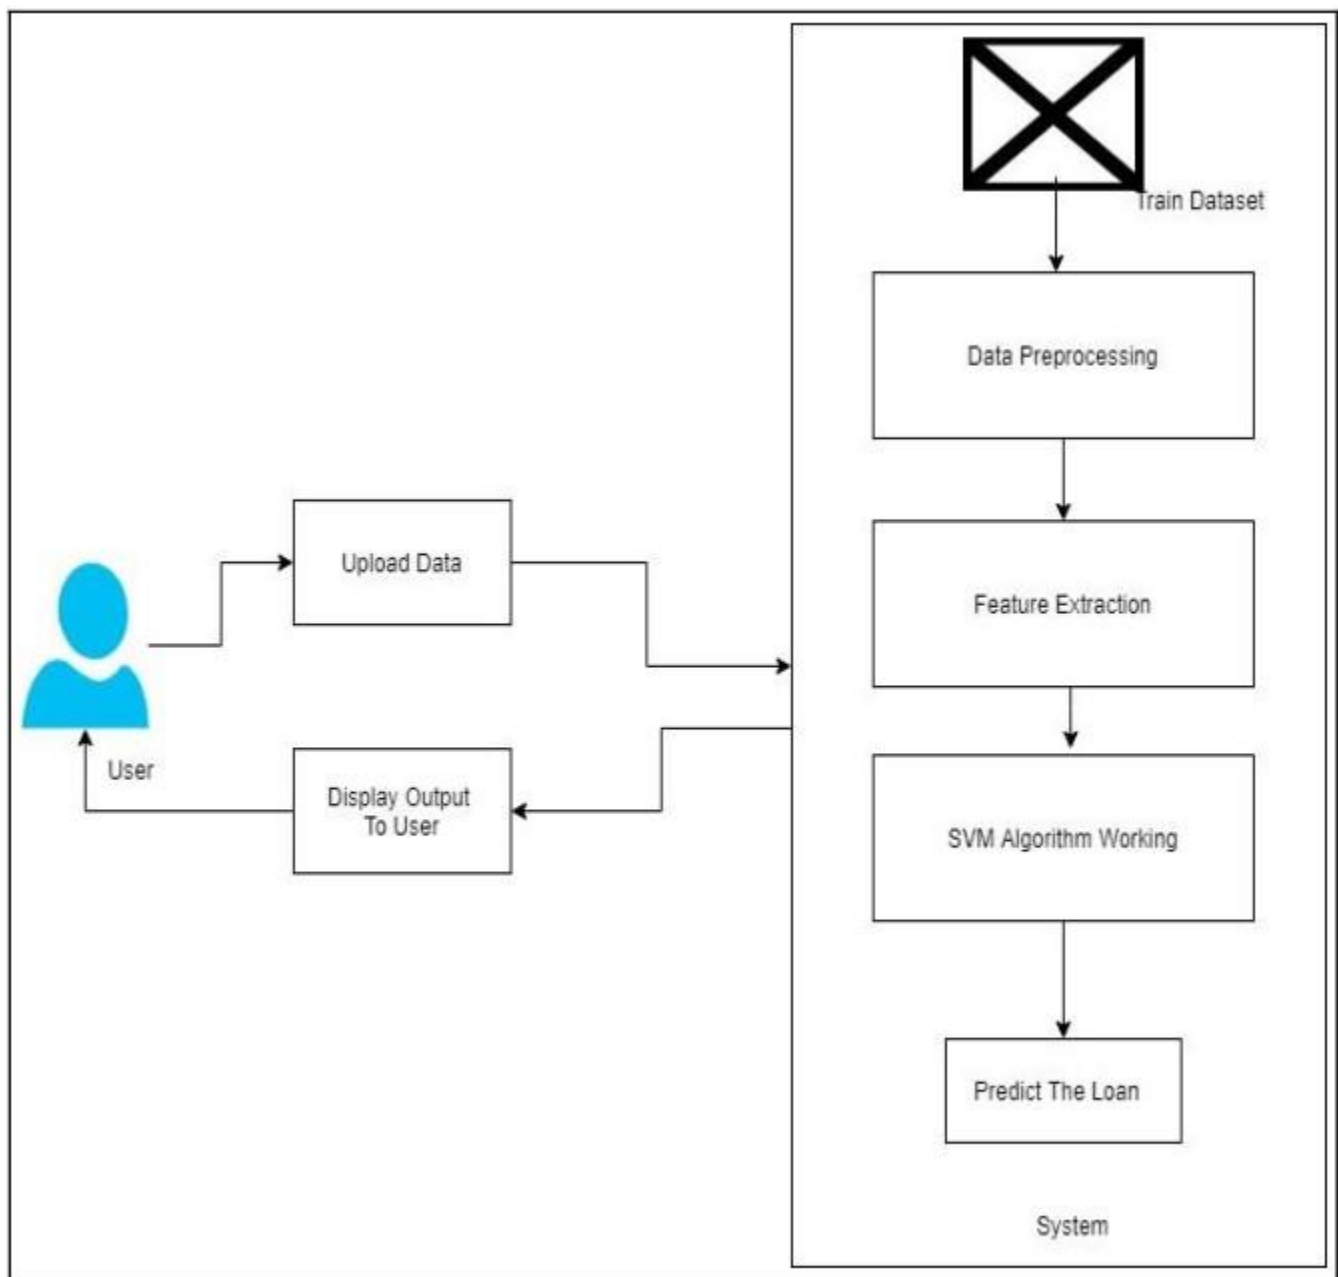 Train Dataset
Data Preprocessing
Upload Data
Feature Extraction
User
Display Output
To User
SVM Algorithm Working
Predict The Loan
System